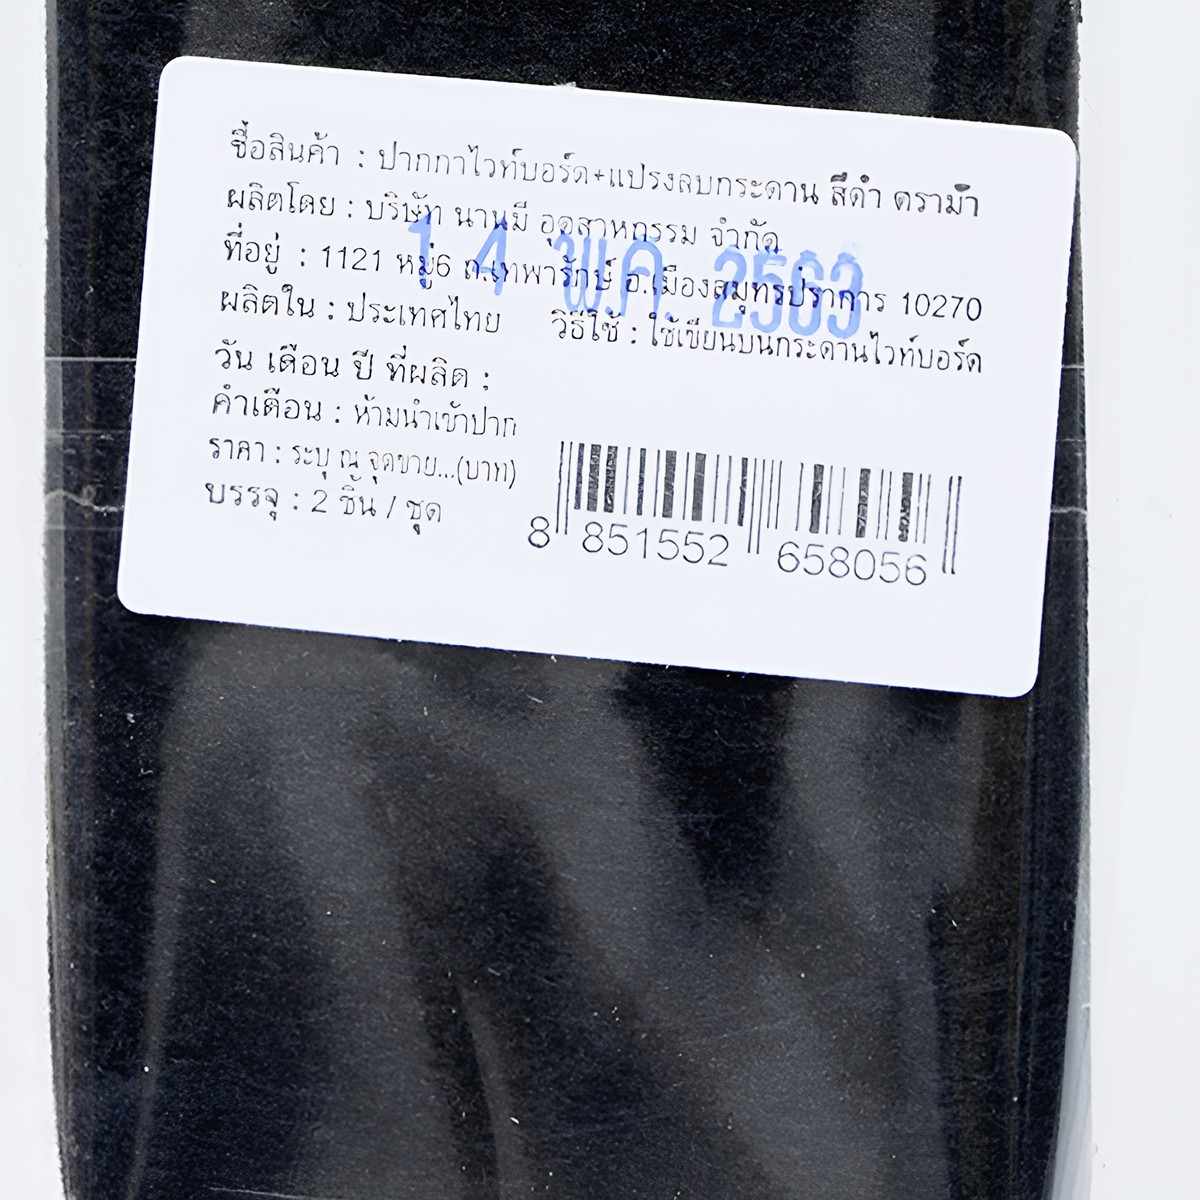 ชื่อสินค้า : ปากกาไวท์บอร์ด+แปรงลบกระดาน สีดำ ตราม้า
ผลิตโดย : บริษัท นานมี อุตสาหกรรม จำกัด
ที่อยู่ : 1121 หมู่6 ถ.เทพารักษ์ อ.เมืองสมุทรปราการ 10270
14 พ.ค. 2563
ผลิตใน : ประเทศไทย วิธีใช้ : ใช้เขียนบนกระดานไวท์บอร์ด
วัน เดือน ปี ที่ผลิต :
คำเตือน : ห้ามนำเข้าปาก
ราคา : ระบุ ณ จุดขาย...(บาท)
บรรจุ : 2 ชิ้น / ชุด
8 851552 658056